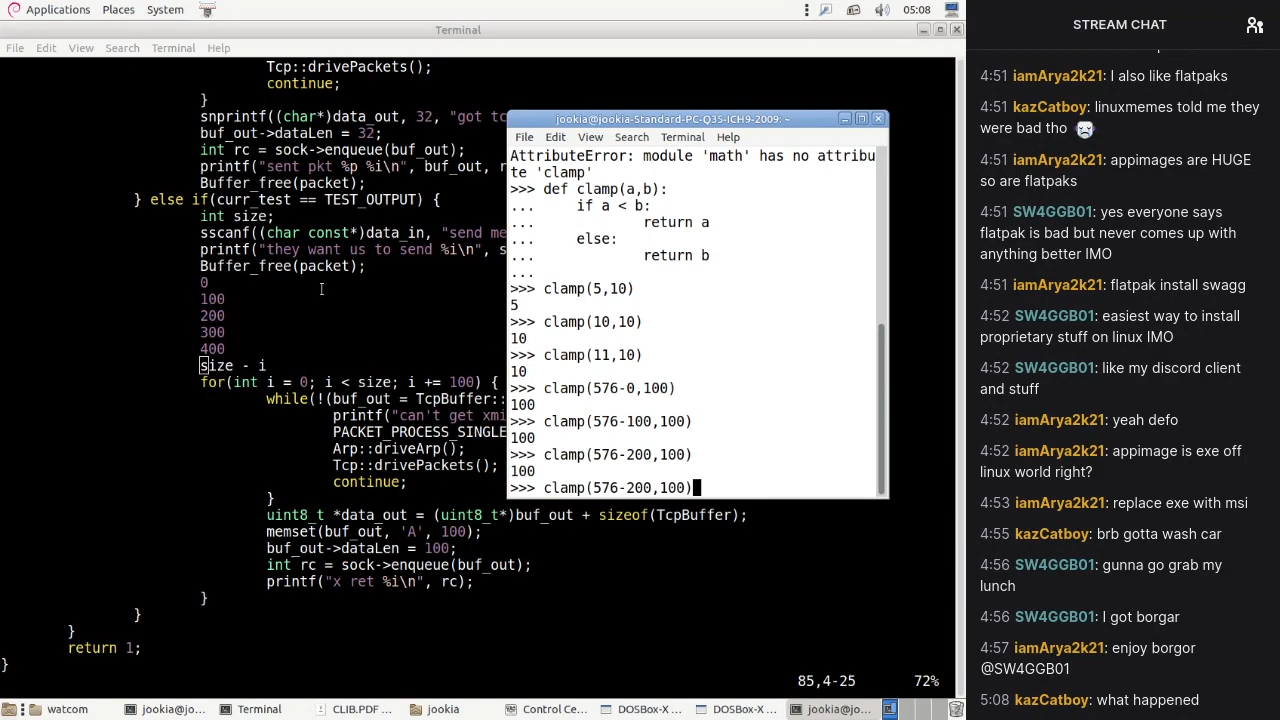 Applications Places System 05:08
Terminal
File Edit View Search Terminal Help
Tcp::drivePackets();
continue;
}
snprintf((char*)data_out, 32, "got tc
buf_out->dataLen = 32;
int rc = sock->enqueue(buf_out);
printf("sent pkt %p %i\n", buf_out, r
Buffer_free(packet);
} else if(curr_test == TEST_OUTPUT) {
int size;
sscanf((char const*)data_in, "send me
printf("they want us to send %i\n", s
Buffer_free(packet);
0
100
200
300
400
size - i
for(int i = 0; i < size; i += 100) {
while(!(buf_out = TcpBuffer::
printf("can't get xmi
PACKET_PROCESS_SINGLE
Arp::driveArp();
Tcp::drivePackets();
continue;
}
uint8_t *data_out = (uint8_t*)buf_out + sizeof(TcpBuffer);
memset(buf_out, 'A', 100);
buf_out->dataLen = 100;
int rc = sock->enqueue(buf_out);
printf("x ret %i\n", rc);
}
}
}
return 1;
}
85,4-25 72%
jookia@jookia-Standard-PC-Q35-ICH9-2009: ~
File Edit View Search Terminal Help
AttributeError: module 'math' has no attribu
te 'clamp'
>>> def clamp(a,b):
... if a < b:
... return a
... else:
... return b
...
>>> clamp(5,10)
5
>>> clamp(10,10)
10
>>> clamp(11,10)
10
>>> clamp(576-0,100)
100
>>> clamp(576-100,100)
100
>>> clamp(576-200,100)
100
>>> clamp(576-200,100)
watcom jookia@jo... Terminal CLIB.PDF ... jookia Control Ce... DOSBox-X ... DOSBox-X ... jookia@jo...
STREAM CHAT
4:51 iamArya2k21: I also like flatpaks
4:51 kazCatboy: linuxmemes told me they
were bad tho
4:51 iamArya2k21: appimages are HUGE
so are flatpaks
4:51 SW4GGB01: yes everyone says
flatpak is bad but never comes up with
anything better IMO
4:51 iamArya2k21: flatpak install swagg
4:52 SW4GGB01: easiest way to install
proprietary stuff on linux IMO
4:52 SW4GGB01: like my discord client
and stuff
4:52 iamArya2k21: yeah defo
4:52 iamArya2k21: appimage is exe off
linux world right?
4:53 iamArya2k21: replace exe with msi
4:55 kazCatboy: brb gotta wash car
4:56 SW4GGB01: gunna go grab my
lunch
4:56 SW4GGB01: I got borgar
4:57 iamArya2k21: enjoy borgor
@SW4GGB01
5:08 kazCatboy: what happened